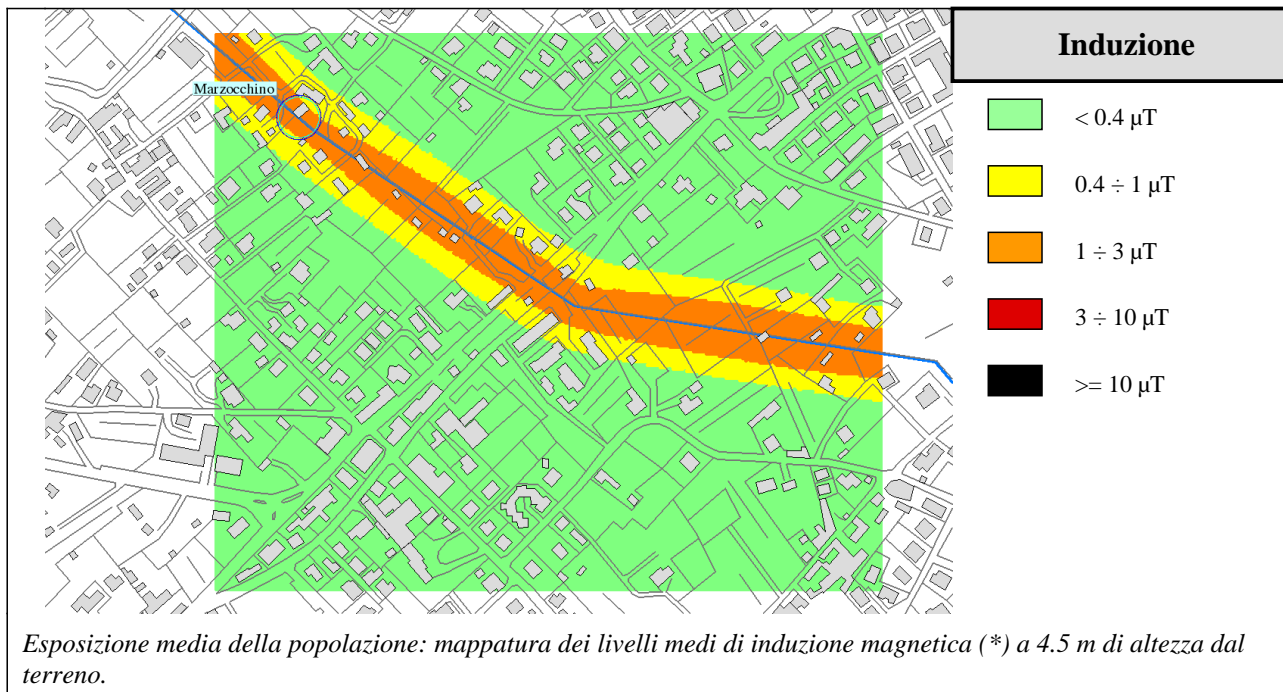 Induzione
Marzocchino
< 0.4 µT
0.4 ÷ 1 µT
1 ÷ 3 µT
3 ÷ 10 µT
>= 10 µT
Esposizione media della popolazione: mappatura dei livelli medi di induzione magnetica (*) a 4.5 m di altezza dal
terreno.